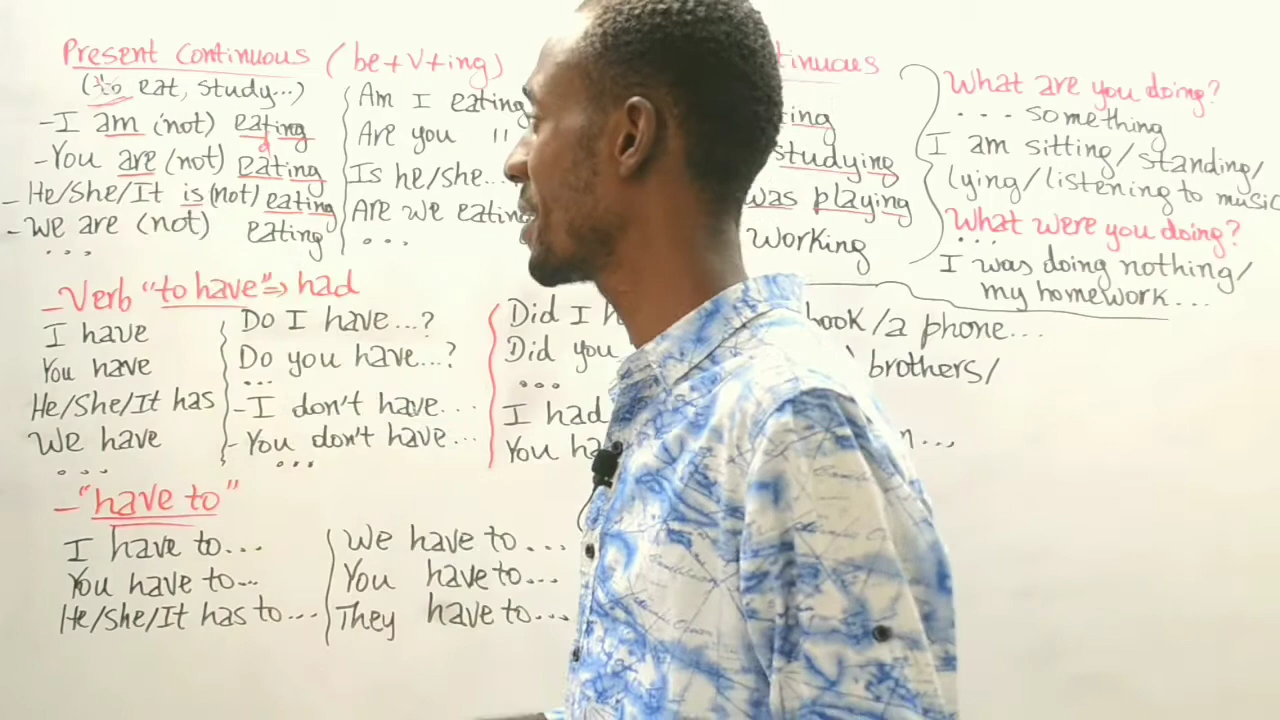 Present Continuous (be+V+ing)
(to eat, study...)
-I am (not) eating
-You are (not) eating
-He/She/It is (not) eating
-We are (not) eating
...
Am I eating
Are you "
Is he/she...
Are we eating
...
tinuous
ing
studying
was playing
working
What are you doing?
... something
I am sitting/standing/
lying/listening to music
What were you doing?
...
I was doing nothing/
my homework...
-Verb "to have"=> had
I have
You have
He/She/It has
We have
...
Do I have...?
Do you have...?
...
-I don't have...
-You don't have...
...
Did I h
Did you
...
I had
You ha
book/a phone...
brothers/
n...
-"have to"
I have to...
You have to...
He/She/It has to...
We have to...
You have to...
They have to...